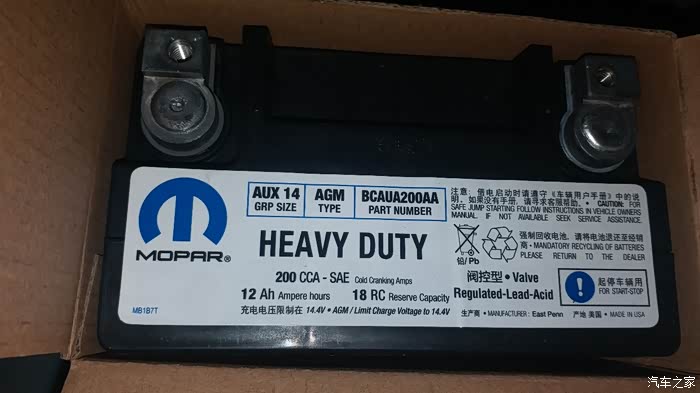 MOPAR®
AUX 14
GRP SIZE
AGM
TYPE
BCAUA200AA
PART NUMBER
HEAVY DUTY
200 CCA - SAE Cold Cranking Amps
12 Ah Ampere hours 18 RC Reserve Capacity
充电电压限制在 14.4V • AGM / Limit Charge Voltage to 14.4V
MB1B7T
注意:借电启动时请遵守《车辆用户手册》中的说
明,如果没有手册,请寻求客服帮助。• CAUTION: FOR
SAFE JUMP STARTING FOLLOW INSTRUCTIONS IN VEHICLE OWNERS
MANUAL. IF NOT AVAILABLE SEEK SERVICE ASSISTANCE.
铅/Pb
强制回收电池,请将电池退还至经销
商 • MANDATORY RECYCLING OF BATTERIES
PLEASE RETURN TO THE DEALER
阀控型 • Valve
Regulated-Lead-Acid
起停车辆用
FOR START-STOP
生产商 • MANUFACTURER: East Penn 产地 美国 • MADE IN USA
汽车之家